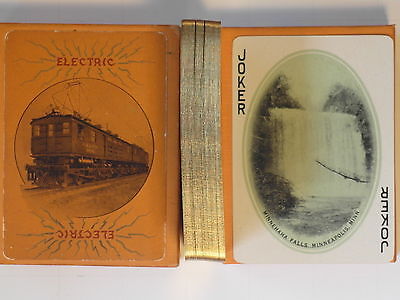 ELECTRIC
ELECTRIC
JOKER
MINNEHAHA FALLS, MINNEAPOLIS, MINN
JOKER